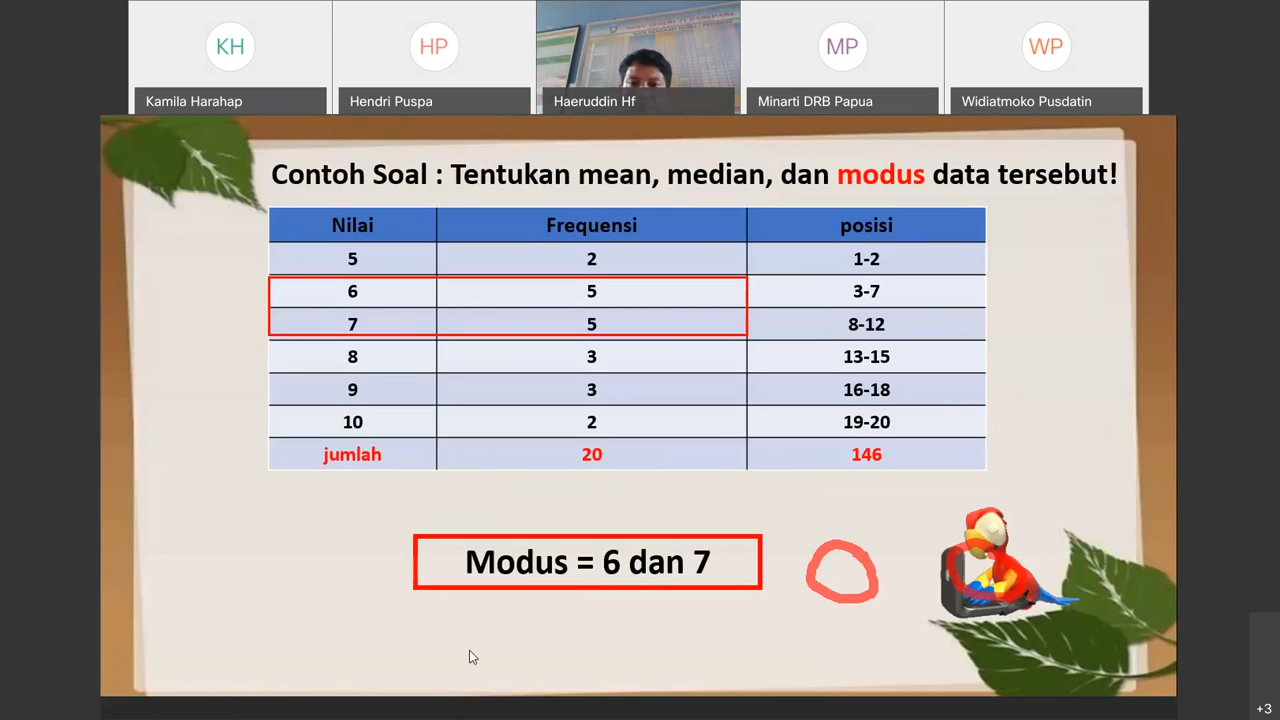 KH
HP
MP
WP
Kamila Harahap
Hendri Puspa
Haeruddin Hf
Minarti DRB Papua
Widiatmoko Pusdatin
Contoh Soal : Tentukan mean, median, dan modus data tersebut!
Nilai Frequensi posisi
5 2 1-2
6 5 3-7
7 5 8-12
8 3 13-15
9 3 16-18
10 2 19-20
jumlah 20 146
Modus = 6 dan 7
+3